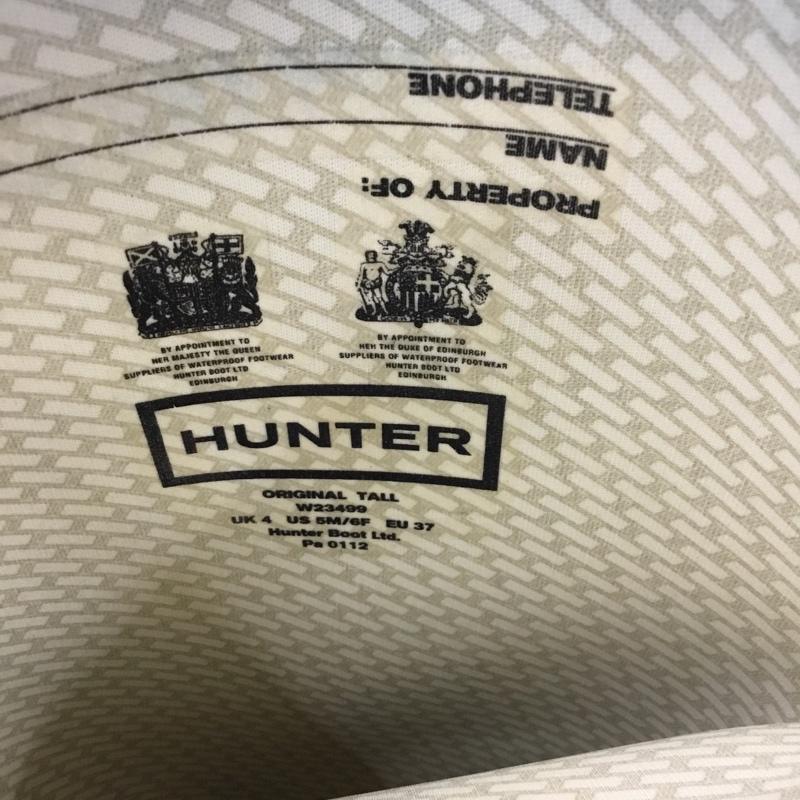 TELEPHONE
NAME
PROPERTY OF:
BY APPOINTMENT TO
HER MAJESTY THE QUEEN
SUPPLIERS OF WATERPROOF FOOTWEAR
HUNTER BOOT LTD
EDINBURGH
BY APPOINTMENT TO
HRH THE DUKE OF EDINBURGH
SUPPLIERS OF WATERPROOF FOOTWEAR
HUNTER BOOT LTD
EDINBURGH
HUNTER
ORIGINAL TALL
W23499
UK 4 US 5M/6F EU 37
Hunter Boot Ltd.
Pa 0112